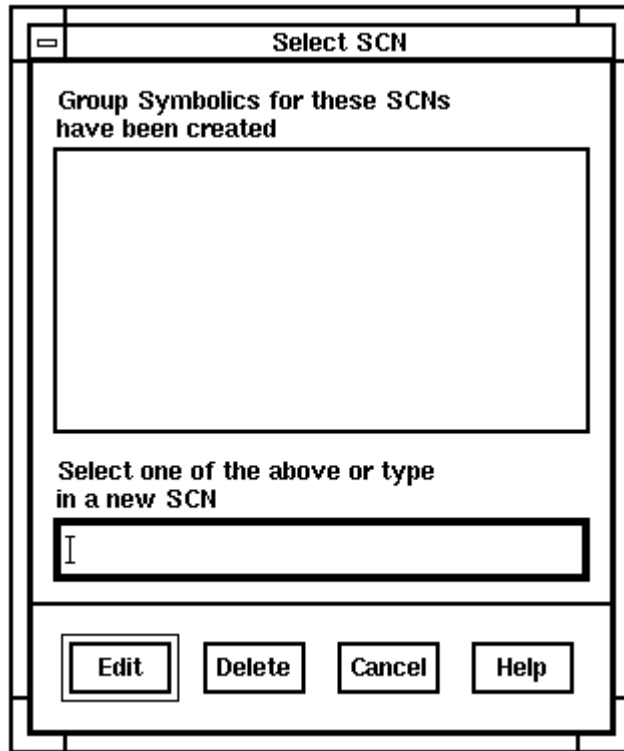 Select SCN
Group Symbolics for these SCNs
have been created
Select one of the above or type
in a new SCN
Edit Delete Cancel Help